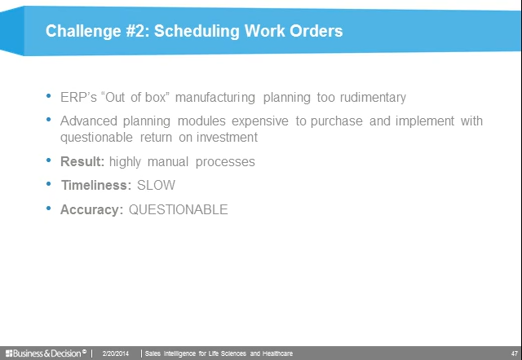 Challenge #2: Scheduling Work Orders
• ERP's "Out of box" manufacturing planning too rudimentary
• Advanced planning modules expensive to purchase and implement with
questionable return on investment
• Result: highly manual processes
• Timeliness: SLOW
• Accuracy: QUESTIONABLE
Business & Decision © | 2/20/2014 | Sales Intelligence for Life Sciences and Healthcare 47